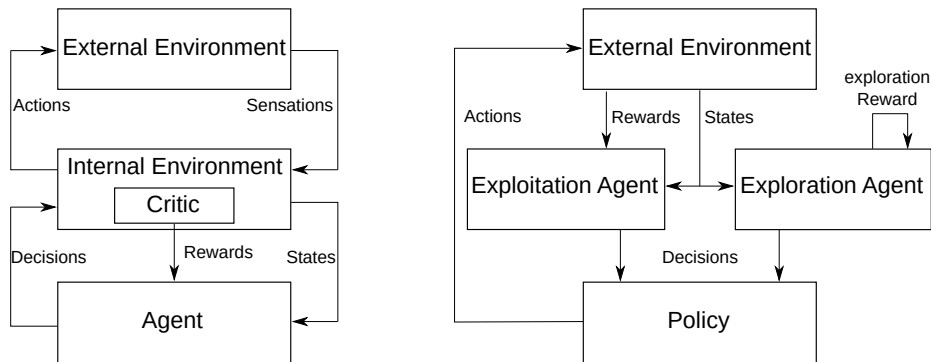 External Environment
Actions
Sensations
Internal Environment
Critic
Decisions
Rewards
States
Agent
External Environment
exploration
Reward
Actions
Rewards
States
Exploitation Agent
Exploration Agent
Decisions
Policy